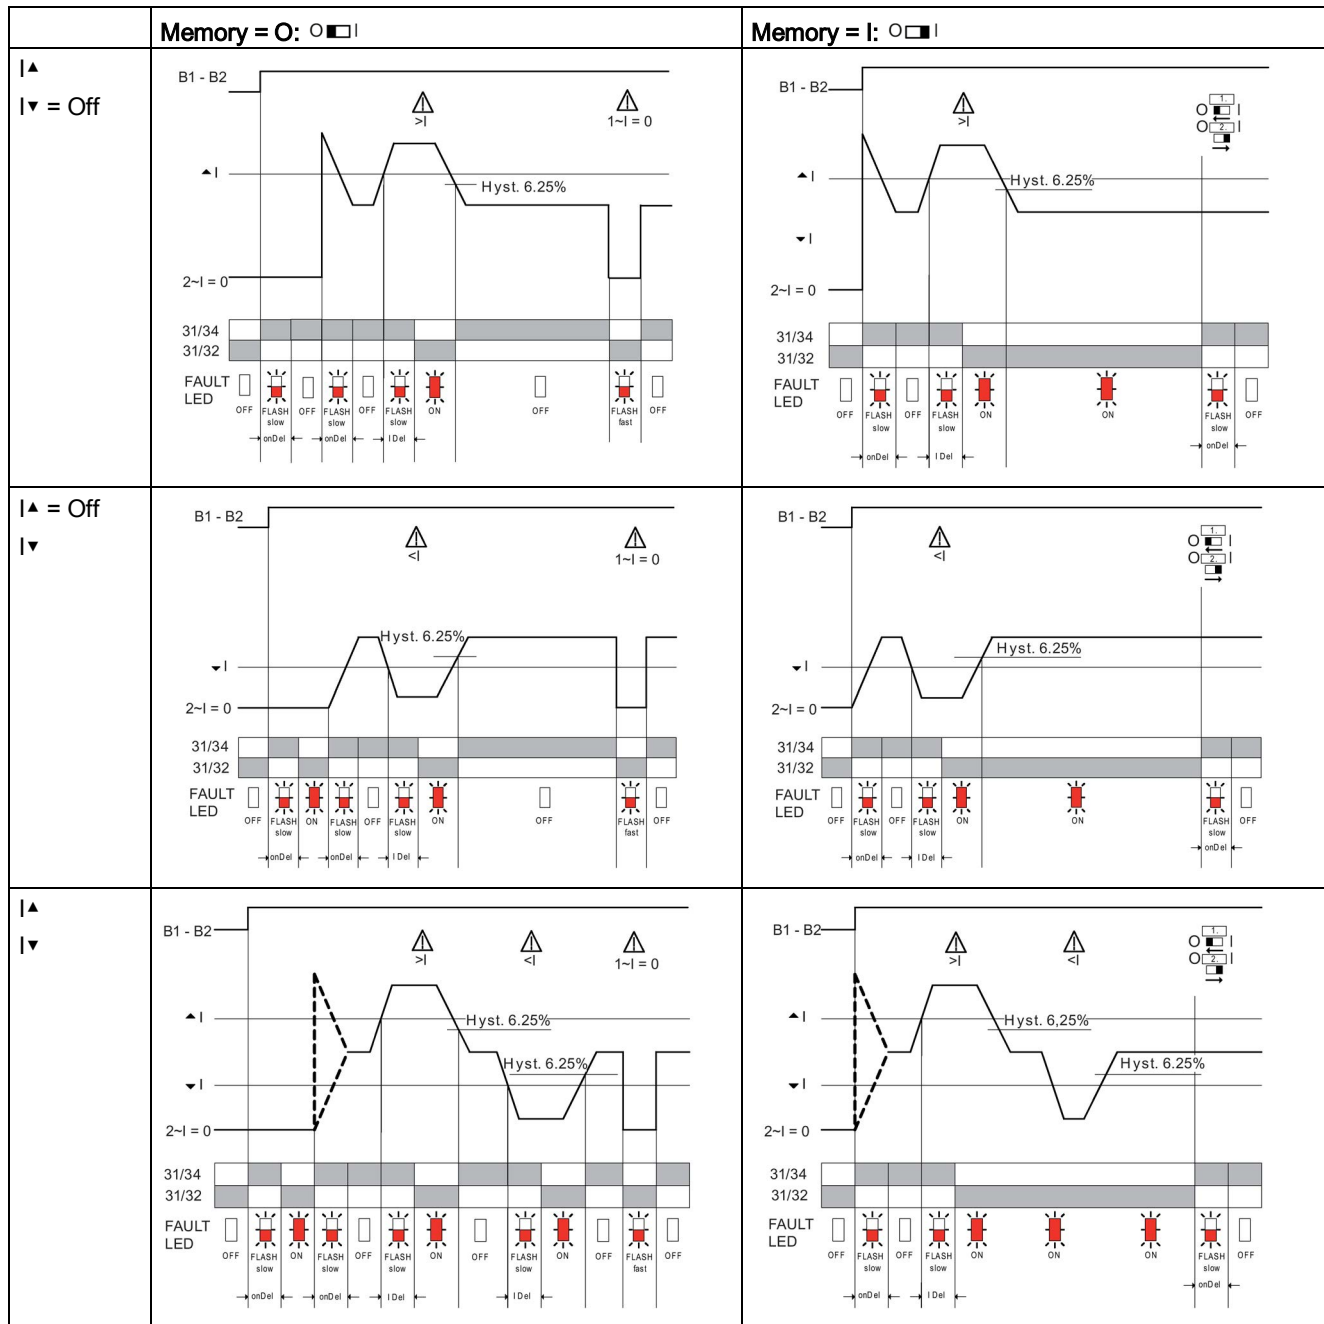 Memory = O: O I
Memory = I: O I
I▲
I▼ = Off
B1 - B2
>I
1~I = 0
▲I
Hyst. 6.25%
2~I = 0
31/34
31/32
FAULT
LED
OFF FLASH slow OFF FLASH slow OFF FLASH slow ON OFF FLASH fast OFF
onDel onDel I Del
B1 - B2
>I
1.
O I
O 2. I
▲I
Hyst. 6.25%
▼I
2~I = 0
31/34
31/32
FAULT
LED
OFF FLASH slow OFF FLASH slow ON ON FLASH slow OFF
onDel I Del onDel
I▲ = Off
I▼
B1 - B2
<I
1~I = 0
Hyst. 6.25%
▼I
2~I = 0
31/34
31/32
FAULT
LED
OFF FLASH slow ON FLASH slow OFF FLASH slow ON OFF FLASH fast OFF
onDel onDel I Del
B1 - B2
<I
1.
O I
O 2. I
Hyst. 6.25%
▼I
2~I = 0
31/34
31/32
FAULT
LED
OFF FLASH slow OFF FLASH slow ON ON FLASH slow OFF
onDel I Del onDel
I▲
I▼
B1 - B2
>I <I 1~I = 0
▲I
Hyst. 6.25%
Hyst. 6.25%
▼I
2~I = 0
31/34
31/32
FAULT
LED
OFF FLASH slow ON FLASH slow OFF FLASH slow ON OFF FLASH slow ON OFF FLASH fast OFF
onDel onDel I Del I Del
B1 - B2
>I <I
1.
O I
O 2. I
▲I
Hyst. 6,25%
Hyst. 6.25%
▼I
2~I = 0
31/34
31/32
FAULT
LED
OFF FLASH slow OFF FLASH slow ON ON ON FLASH slow OFF
onDel I Del onDel